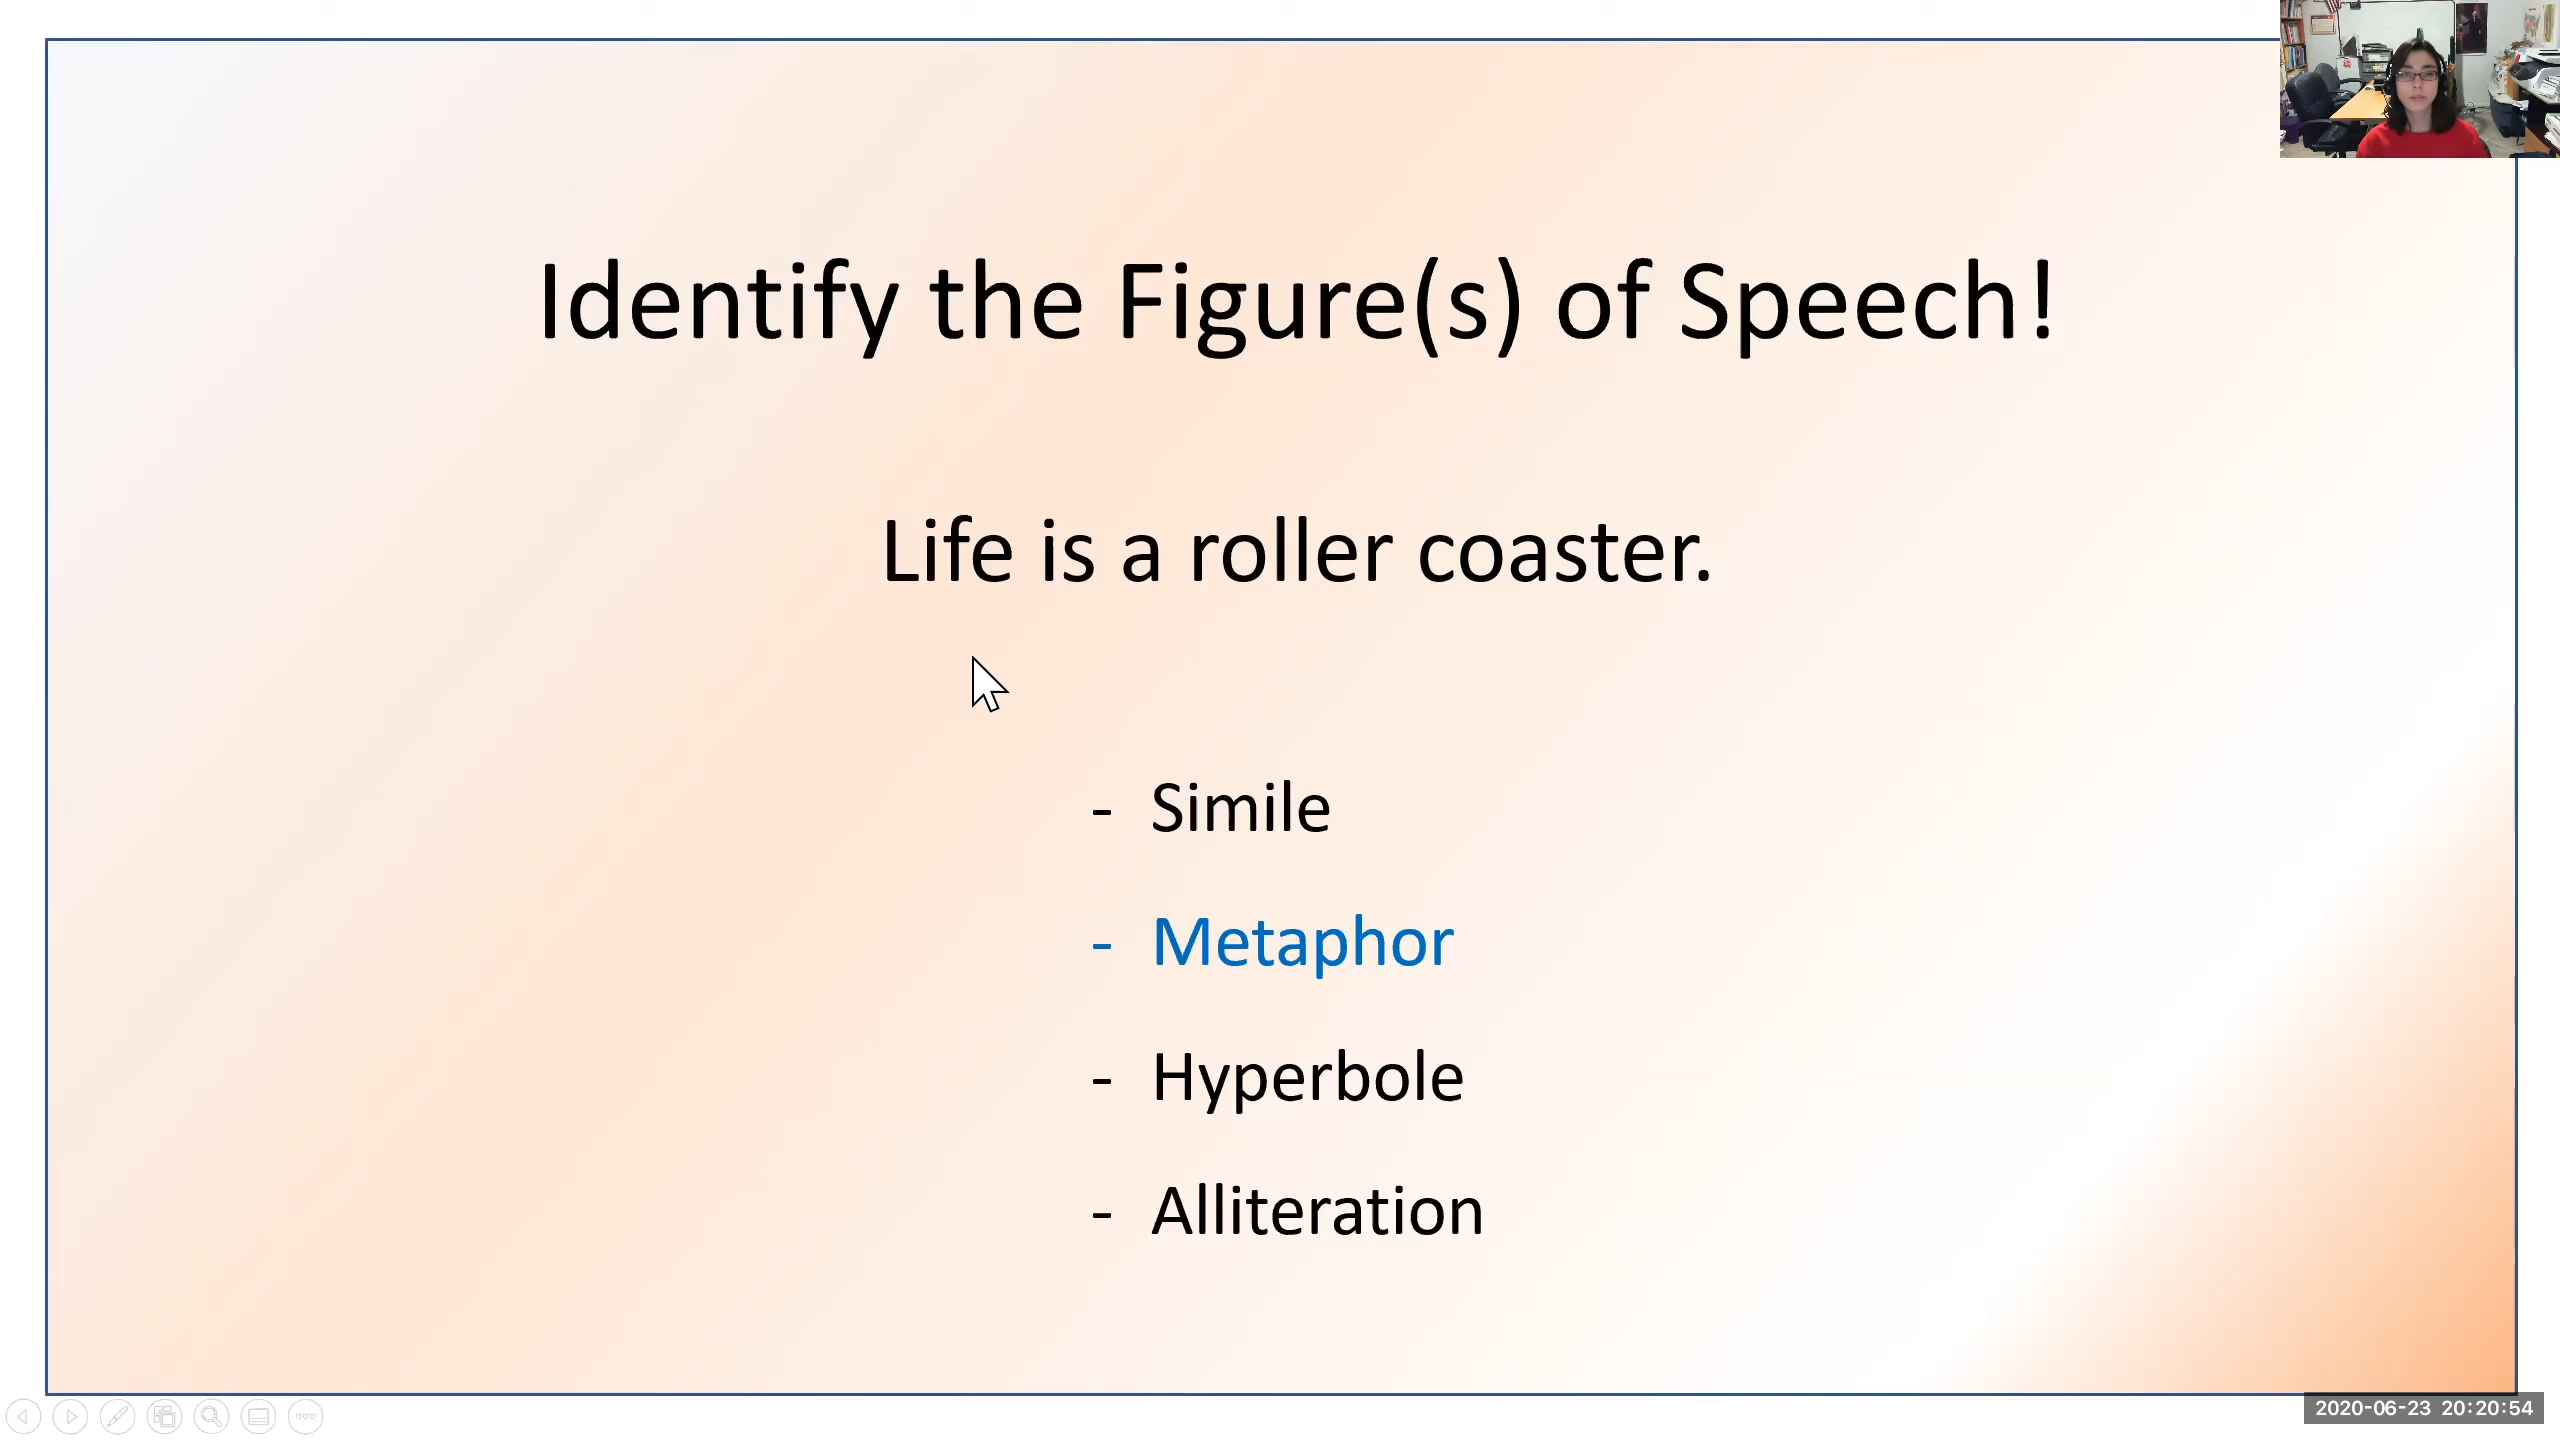 Identify the Figure(s) of Speech!
Life is a roller coaster.
- Simile
- Metaphor
- Hyperbole
- Alliteration
2020-06-23 20:20:54